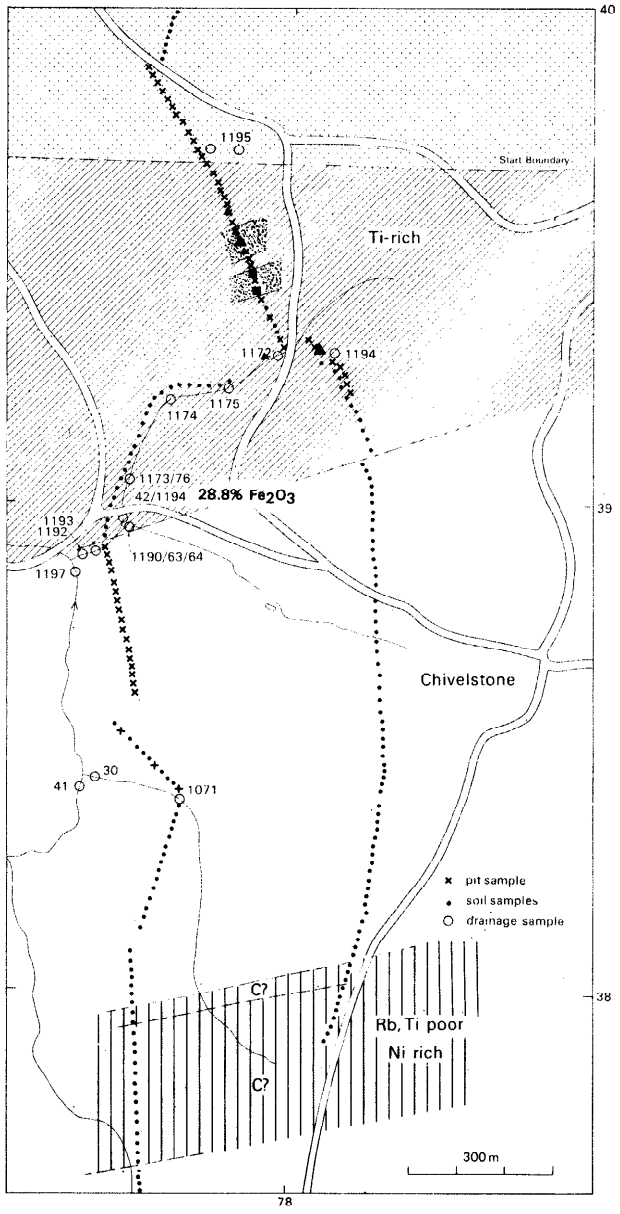 40
1195
Start Boundary
Ti-rich
1172
1194
1175
1174
1173/76
42/1194
28.8% Fe2O3
1193
39
1192
1190/63/64
1197
Chivelstone
30
41
1071
pit sample
soil samples
drainage sample
C?
38
Rb, Ti poor
Ni rich
C?
300 m
78